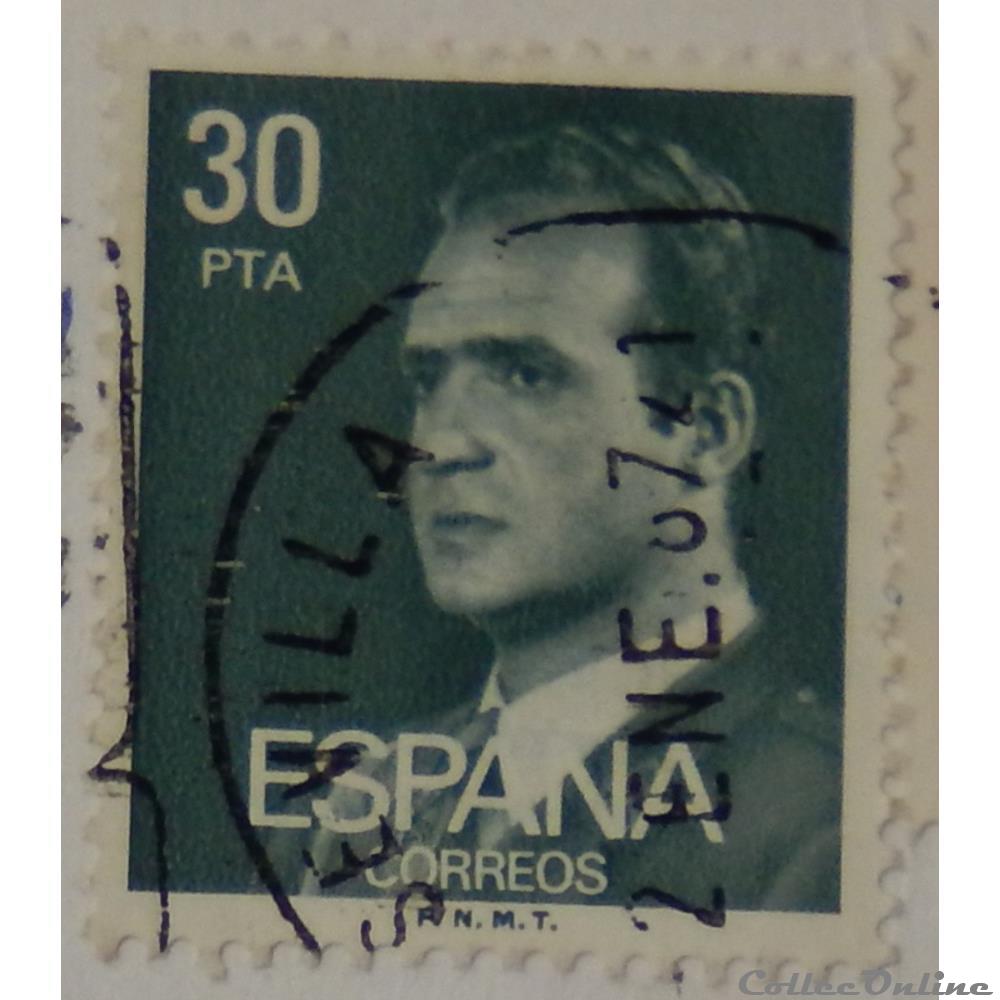 30
PTA
ESPAÑA
CORREOS
F. N. M. T.
SEVILLA
ENE.
CollecOnline